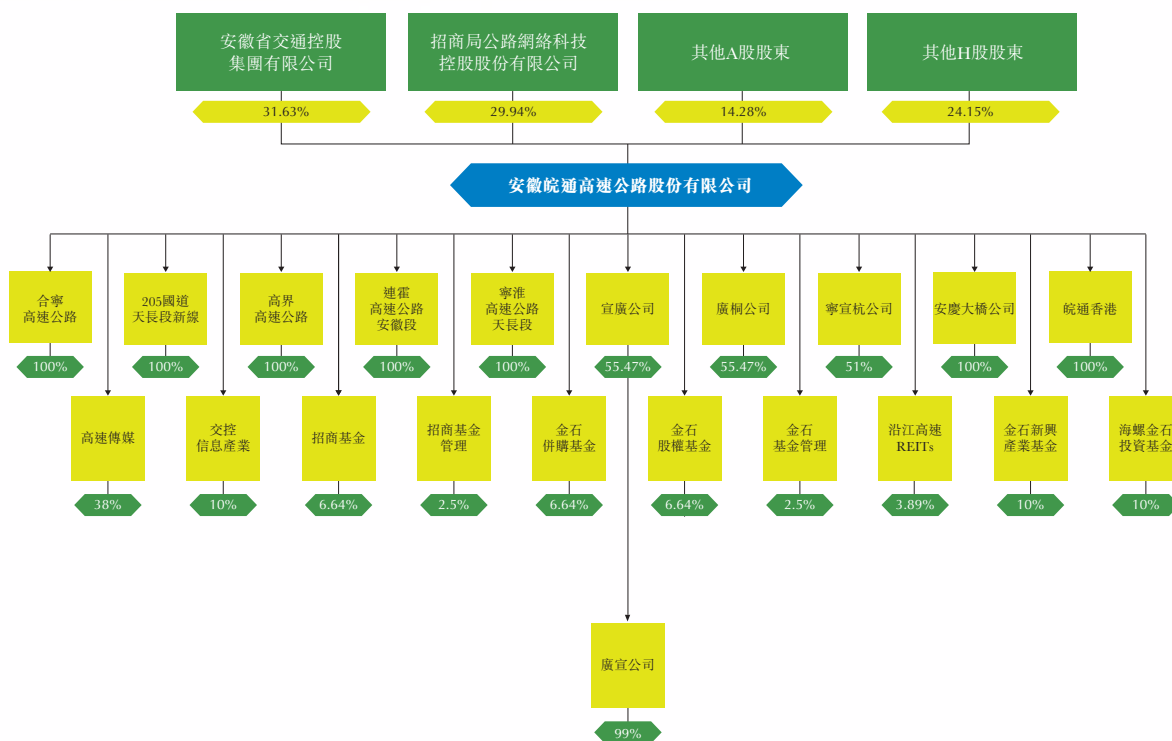 安徽省交通控股
集團有限公司
招商局公路網絡科技
控股股份有限公司
其他A股股東
其他H股股東
31.63%
29.94%
14.28%
24.15%
安徽皖通高速公路股份有限公司
合寧
高速公路
205國道
天長段新線
高界
高速公路
連霍
高速公路
安徽段
寧淮
高速公路
天長段
宣廣公司
廣桐公司
寧宣杭公司
安慶大橋公司
皖通香港
100%
100%
100%
100%
100%
55.47%
55.47%
51%
100%
100%
高速傳媒
交控
信息產業
招商基金
招商基金
管理
金石
併購基金
金石
股權基金
金石
基金管理
沿江高速
REITs
金石新興
產業基金
海螺金石
投資基金
38%
10%
6.64%
2.5%
6.64%
6.64%
2.5%
3.89%
10%
10%
廣宣公司
99%